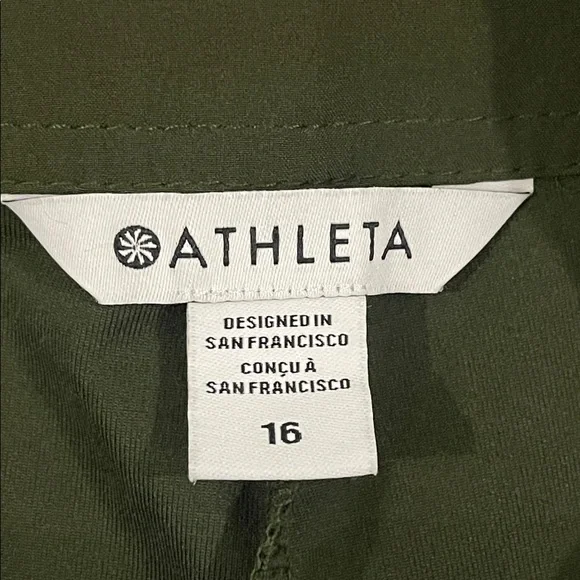 ATHLETA
DESIGNED IN
SAN FRANCISCO
CONÇU À
SAN FRANCISCO
16